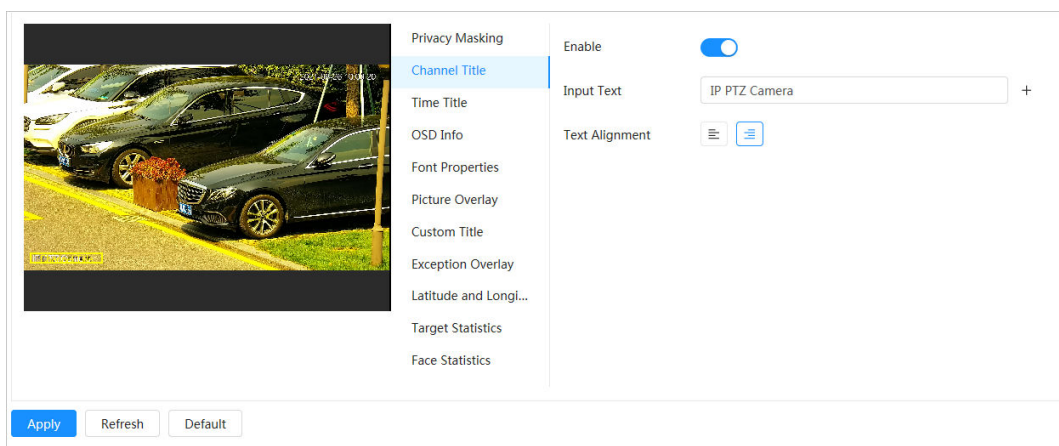 Privacy Masking
Channel Title
Time Title
OSD Info
Font Properties
Picture Overlay
Custom Title
Exception Overlay
Latitude and Longi...
Target Statistics
Face Statistics
Enable
Input Text IP PTZ Camera +
Text Alignment
Apply Refresh Default